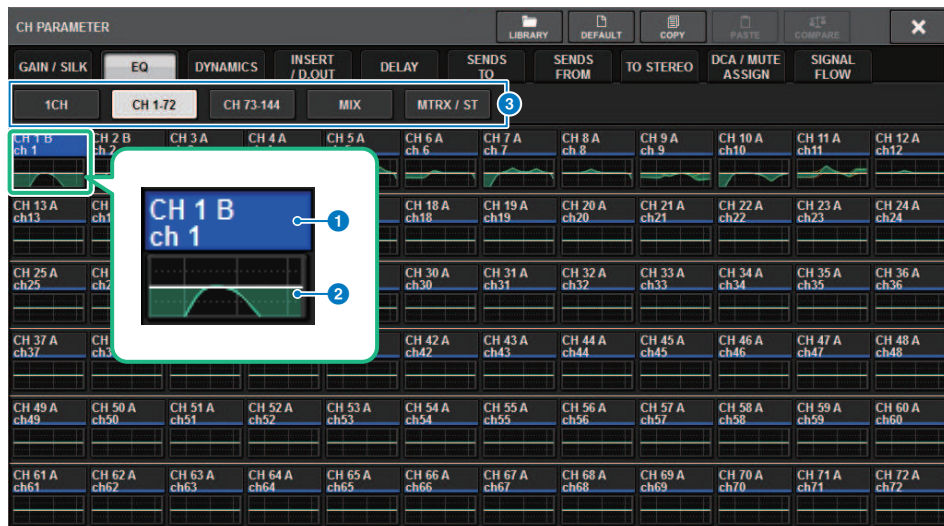 CH PARAMETER
LIBRARY DEFAULT COPY PASTE COMPARE
GAIN / SILK EQ DYNAMICS INSERT / D.OUT DELAY SENDS TO SENDS FROM TO STEREO DCA / MUTE ASSIGN SIGNAL FLOW
1CH CH 1-72 CH 73-144 MIX MTRX / ST 3
CH 1 B CH 2 B CH 3 A CH 4 A CH 5 A CH 6 A CH 7 A CH 8 A CH 9 A CH 10 A CH 11 A CH 12 A
ch 1 ch 6 ch 7 ch 8 ch 9 ch10 ch11 ch12
CH 1 B 1
ch 1
2
CH 13 A CH 18 A CH 19 A CH 20 A CH 21 A CH 22 A CH 23 A CH 24 A
ch13 ch18 ch19 ch20 ch21 ch22 ch23 ch24
CH 25 A CH 30 A CH 31 A CH 32 A CH 33 A CH 34 A CH 35 A CH 36 A
ch25 ch30 ch31 ch32 ch33 ch34 ch35 ch36
CH 37 A CH 42 A CH 43 A CH 44 A CH 45 A CH 46 A CH 47 A CH 48 A
ch37 ch42 ch43 ch44 ch45 ch46 ch47 ch48
CH 49 A CH 50 A CH 51 A CH 52 A CH 53 A CH 54 A CH 55 A CH 56 A CH 57 A CH 58 A CH 59 A CH 60 A
ch49 ch50 ch51 ch52 ch53 ch54 ch55 ch56 ch57 ch58 ch59 ch60
CH 61 A CH 62 A CH 63 A CH 64 A CH 65 A CH 66 A CH 67 A CH 68 A CH 69 A CH 70 A CH 71 A CH 72 A
ch61 ch62 ch63 ch64 ch65 ch66 ch67 ch68 ch69 ch70 ch71 ch72